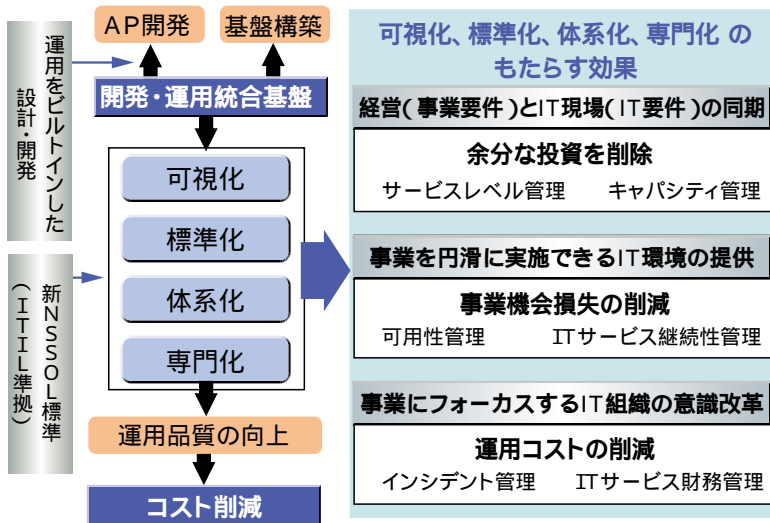 運用をビルトインした
設計・開発
新NSSOL標準
(ITIL準拠)
AP開発
基盤構築
開発・運用統合基盤
可視化
標準化
体系化
専門化
運用品質の向上
コスト削減
可視化、標準化、体系化、専門化 の
もたらす効果
経営(事業要件)とIT現場(IT要件)の同期
余分な投資を削除
サービスレベル管理 キャパシティ管理
事業を円滑に実施できるIT環境の提供
事業機会損失の削減
可用性管理 ITサービス継続性管理
事業にフォーカスするIT組織の意識改革
運用コストの削減
インシデント管理 ITサービス財務管理